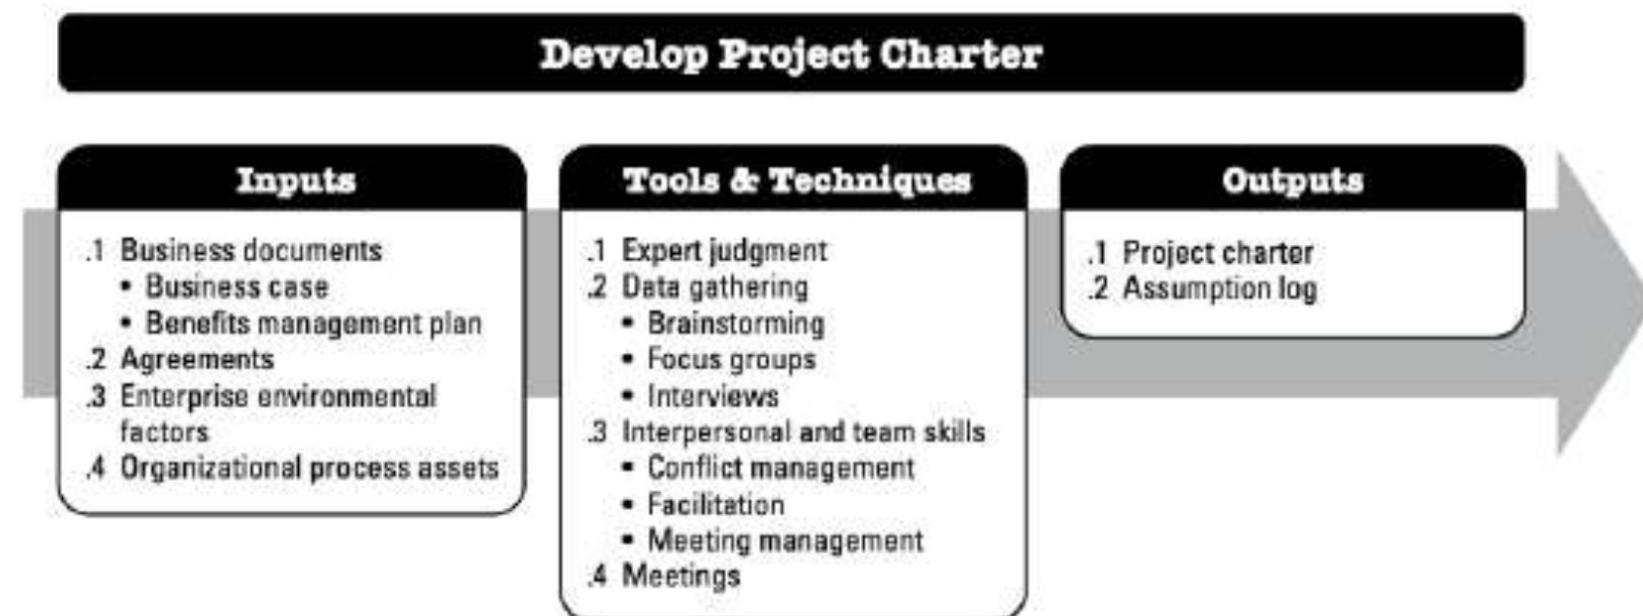 Develop Project Charter
Inputs
.1 Business documents
• Business case
• Benefits management plan
.2 Agreements
.3 Enterprise environmental
factors
.4 Organizational process assets
Tools & Techniques
.1 Expert judgment
.2 Data gathering
• Brainstorming
• Focus groups
• Interviews
.3 Interpersonal and team skills
• Conflict management
• Facilitation
• Meeting management
.4 Meetings
Outputs
.1 Project charter
.2 Assumption log